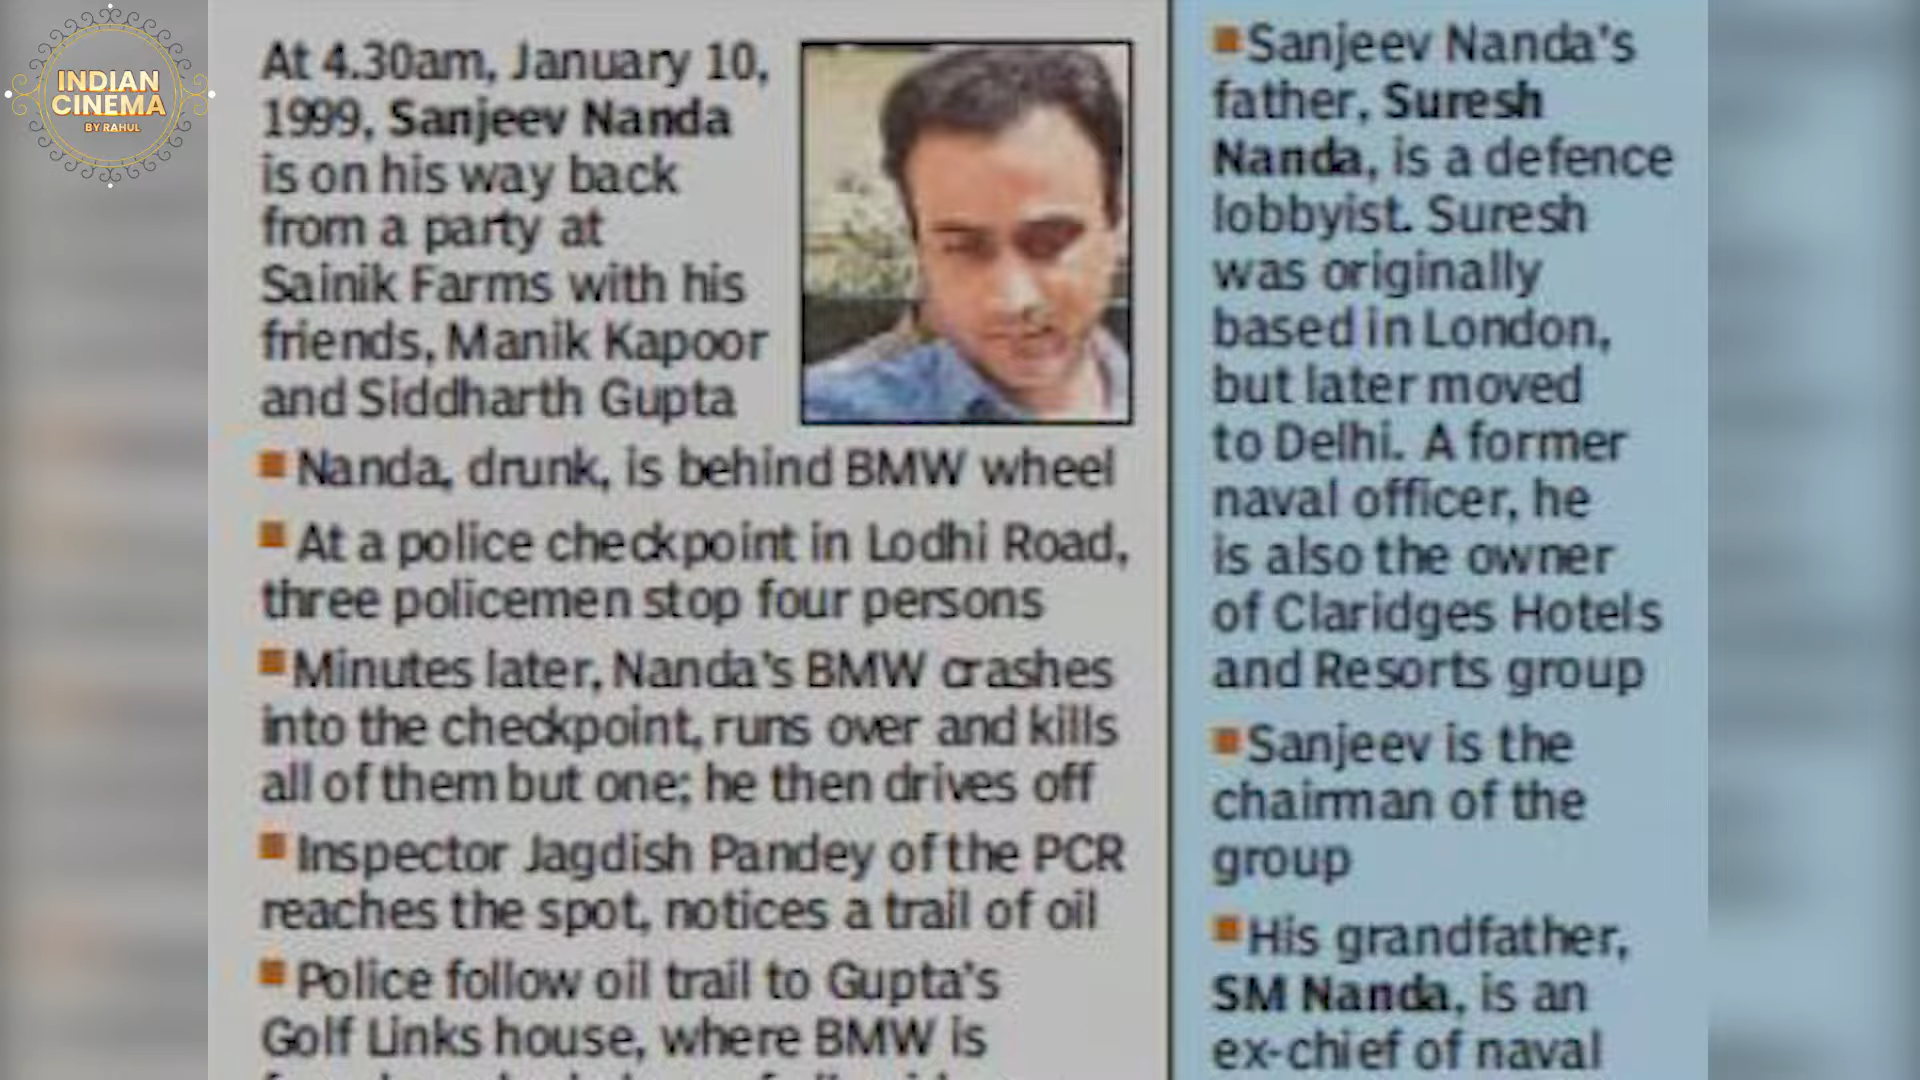 INDIAN
CINEMA
BY RAHUL
At 4.30am, January 10,
1999, Sanjeev Nanda
is on his way back
from a party at
Sainik Farms with his
friends, Manik Kapoor
and Siddharth Gupta
Nanda, drunk, is behind BMW wheel
At a police checkpoint in Lodhi Road,
three policemen stop four persons
Minutes later, Nanda's BMW crashes
into the checkpoint, runs over and kills
all of them but one; he then drives off
Inspector Jagdish Pandey of the PCR
reaches the spot, notices a trail of oil
Police follow oil trail to Gupta's
Golf Links house, where BMW is
Sanjeev Nanda's
father, Suresh
Nanda, is a defence
lobbyist. Suresh
was originally
based in London,
but later moved
to Delhi. A former
naval officer, he
is also the owner
of Claridges Hotels
and Resorts group
Sanjeev is the
chairman of the
group
His grandfather,
SM Nanda, is an
ex-chief of naval